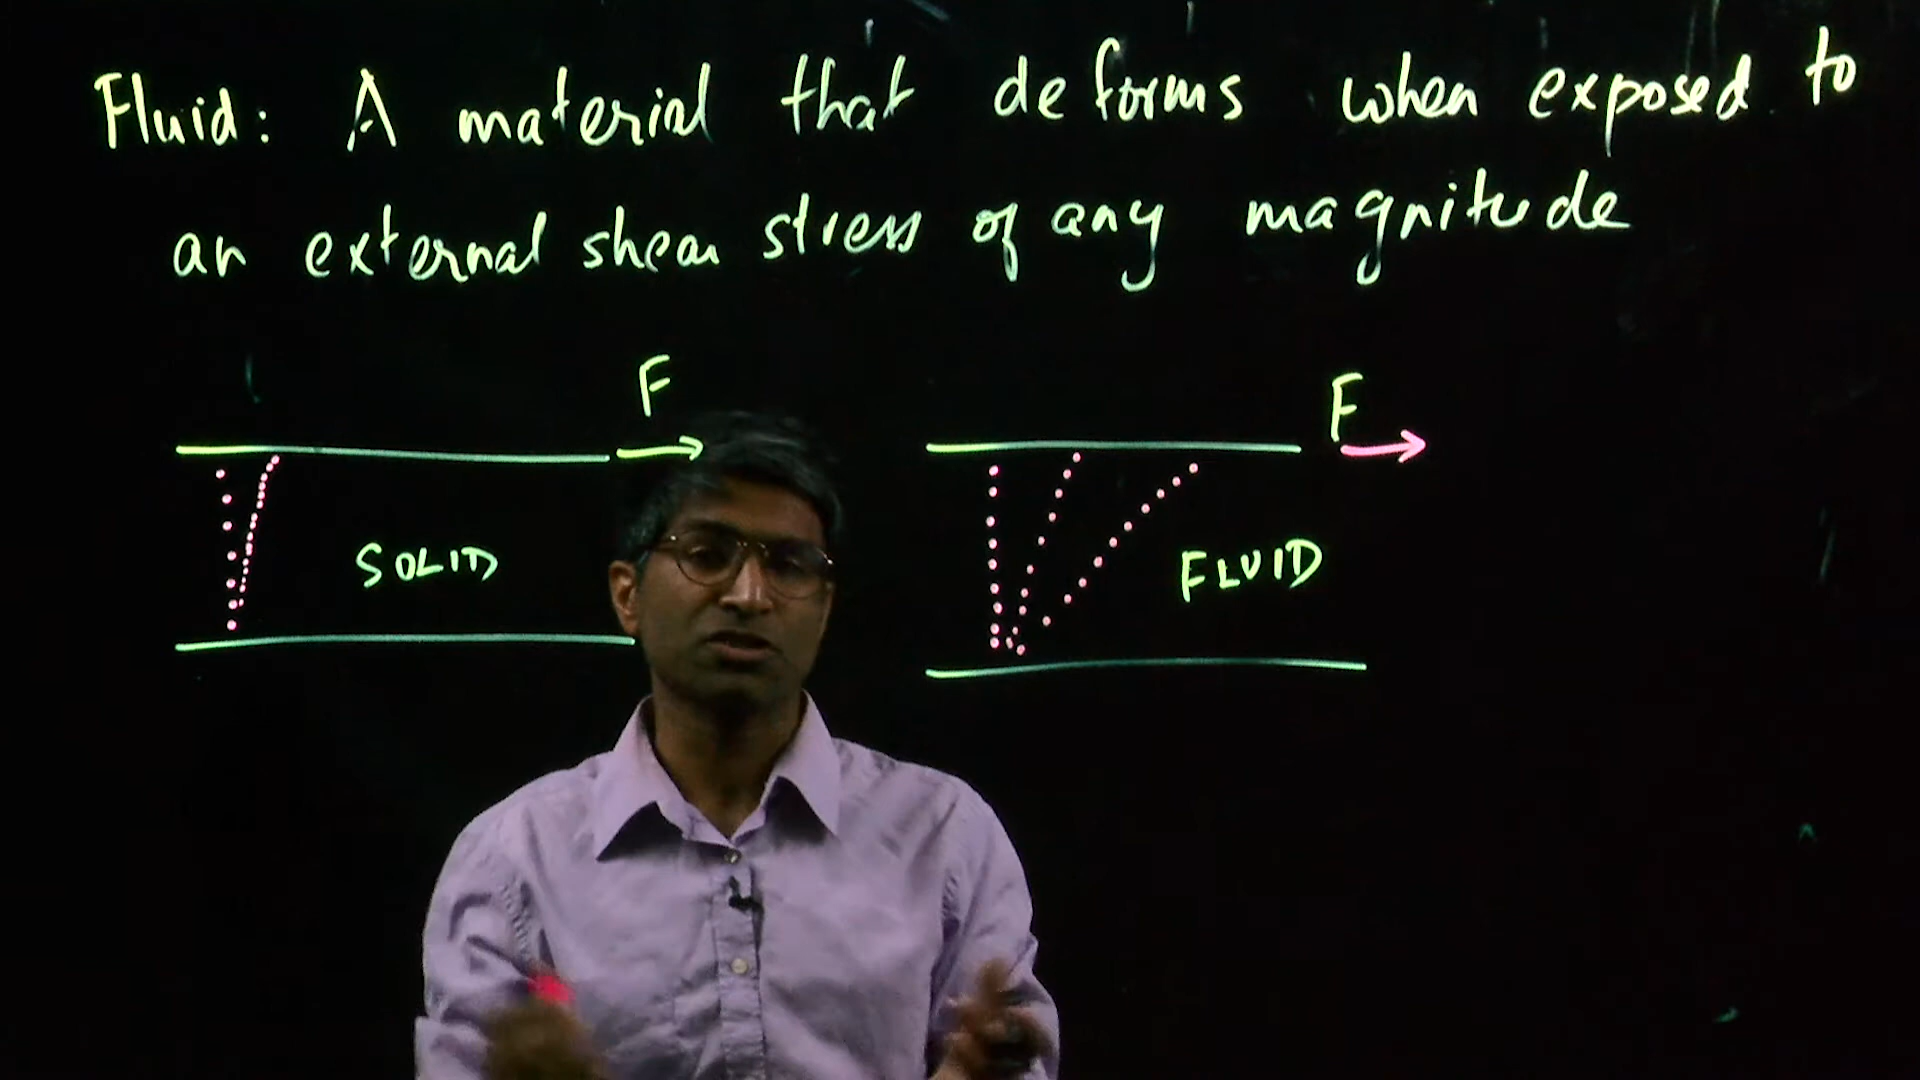 Fluid: A material that deforms when exposed to
an external shear stress of any magnitude
F
F
SOLID
FLUID